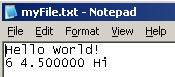 myFile.txt - Notepad
File Edit Format View Help
Hello World!
6 4.500000 Hi